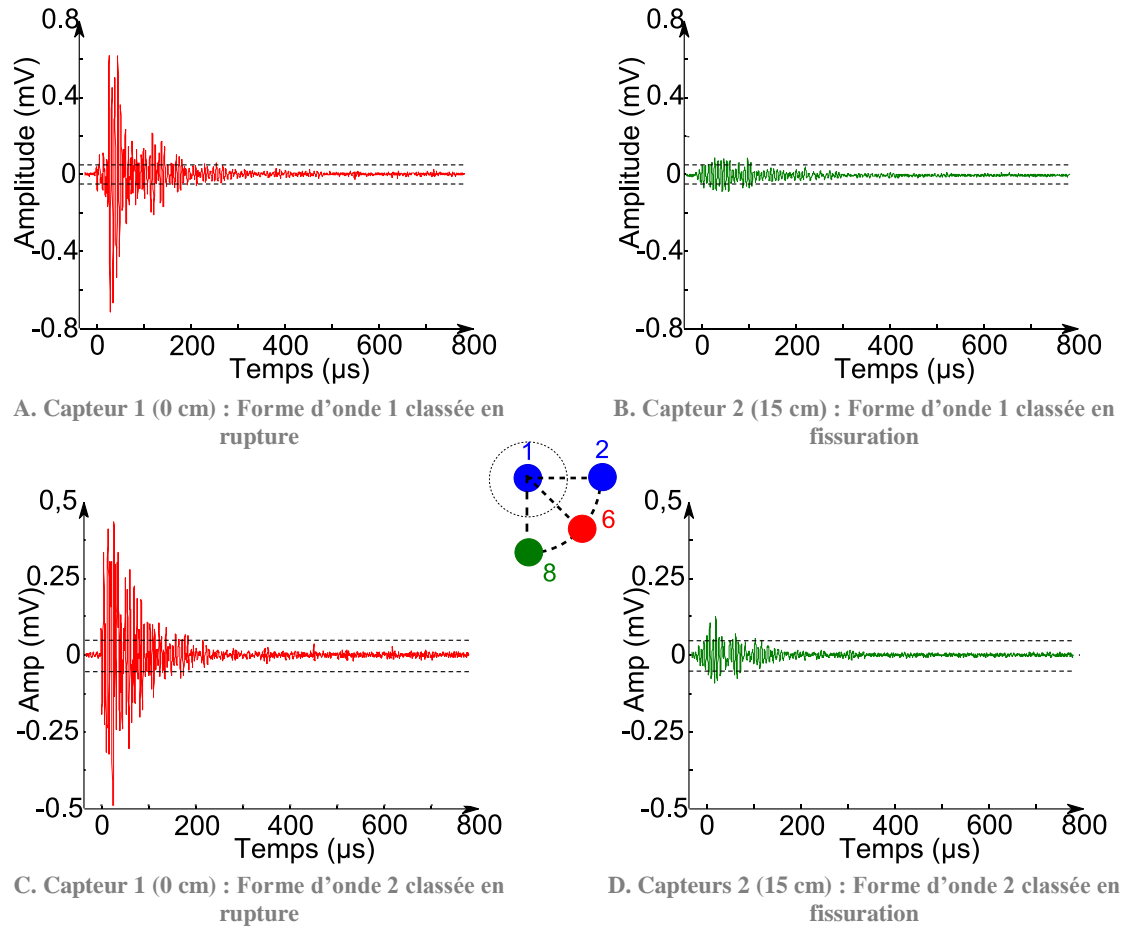 0.8
0.4
0
-0.4
-0.8
Amplitude (mV)
0 200 400 600 800
Temps (µs)
A. Capteur 1 (0 cm) : Forme d'onde 1 classée en
rupture
0.8
0.4
0
-0.4
-0.8
Amplitude (mV)
0 200 400 600 800
Temps (µs)
B. Capteur 2 (15 cm) : Forme d'onde 1 classée en
fissuration
1
2
6
8
0,5
0.25
0
-0.25
-0.5
Amp (mV)
0 200 400 600 800
Temps (µs)
C. Capteur 1 (0 cm) : Forme d'onde 2 classée en
rupture
0,5
0.25
0
-0.25
-0.5
Amp (mV)
0 200 400 600 800
Temps (µs)
D. Capteurs 2 (15 cm) : Forme d'onde 2 classée en
fissuration